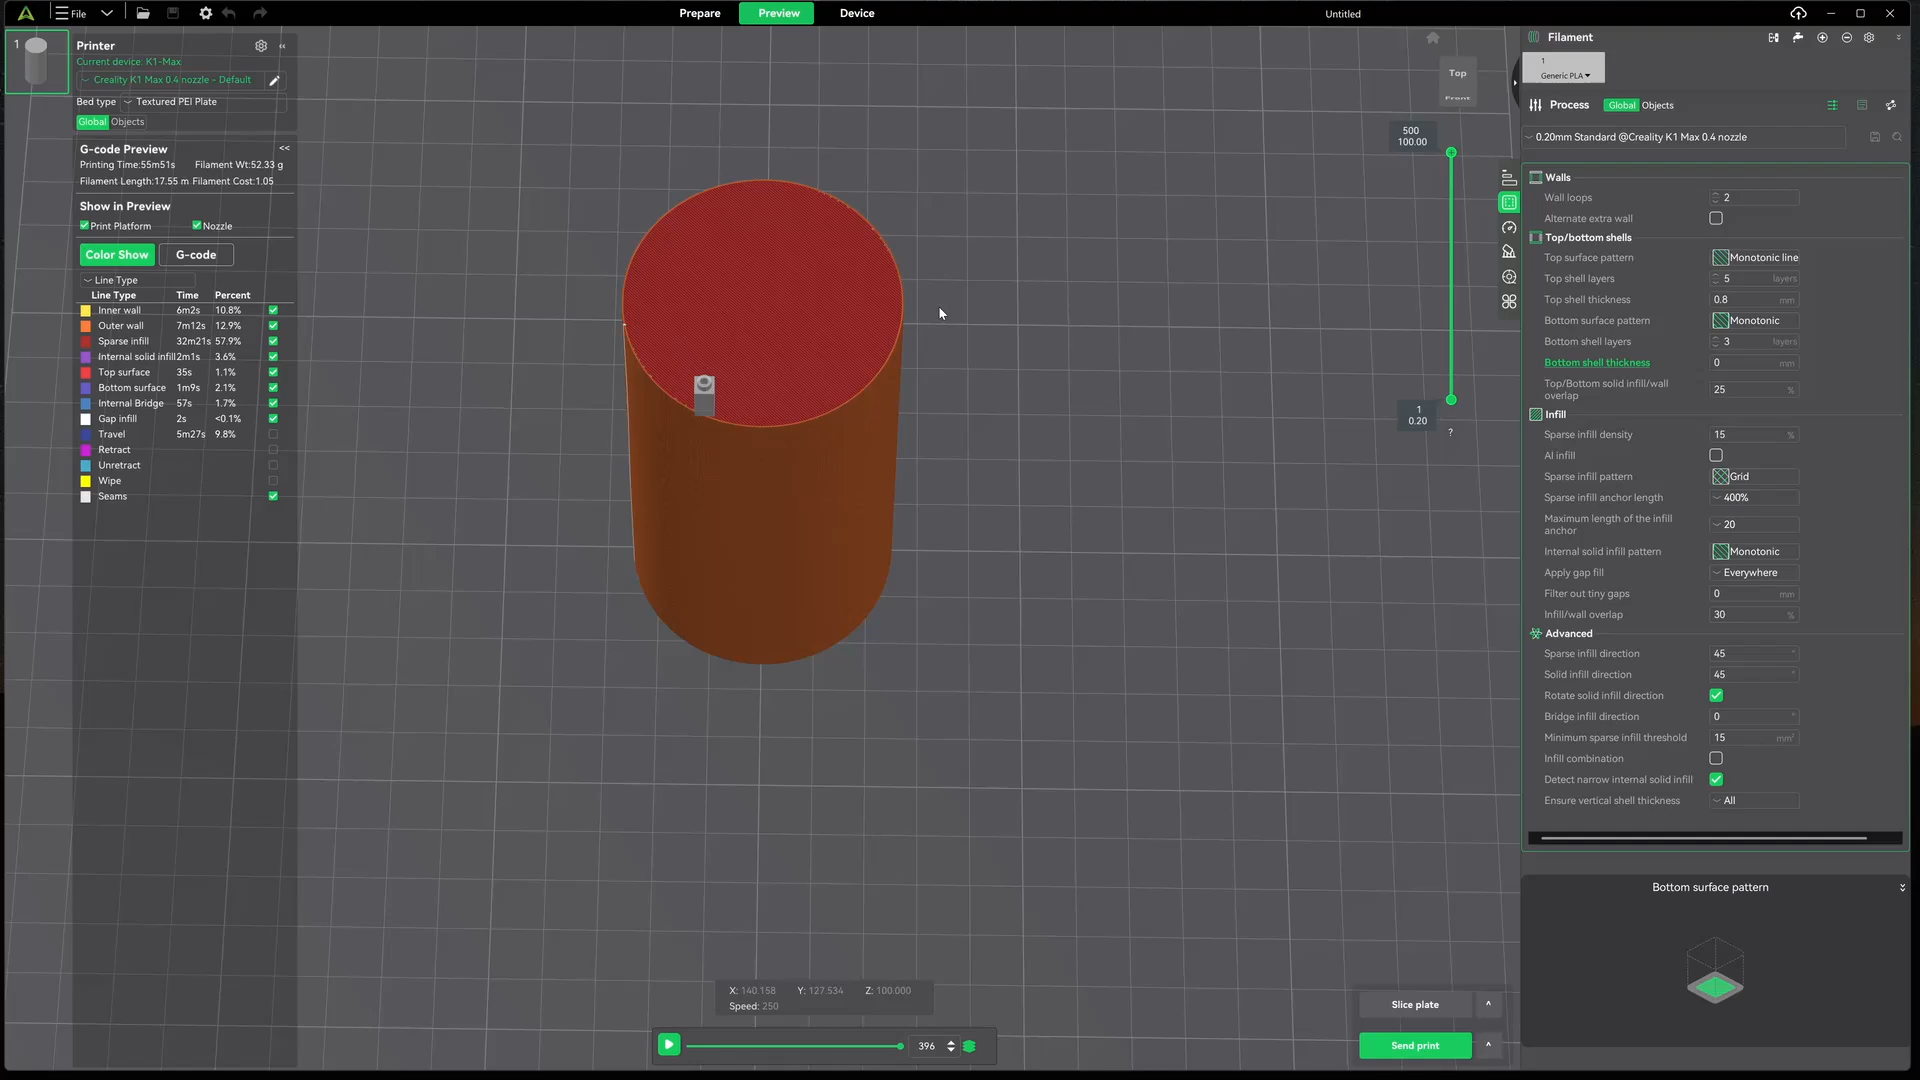 File
Prepare
Preview
Device
Untitled
1
Printer
Current device: K1-Max
Creality K1 Max 0.4 nozzle - Default
Bed type
Textured PEI Plate
Global
Objects
G-code Preview
<<
Printing Time:55m51s
Filament Wt:52.33 g
Filament Length:17.55 m
Filament Cost:1.05
Show in Preview
Print Platform
Nozzle
Color Show
G-code
Line Type
Line Type
Time
Percent
Inner wall 6m2s 10.8%
Outer wall 7m12s 12.9%
Sparse infill 32m21s 57.9%
Internal solid infill 2m1s 3.6%
Top surface 35s 1.1%
Bottom surface 1m9s 2.1%
Internal Bridge 57s 1.7%
Gap infill 2s <0.1%
Travel 5m27s 9.8%
Retract
Unretract
Wipe
Seams
Top
Front
500
100.00
1
0.20
?
X: 140.158
Y: 127.534
Z: 100.000
Speed: 250
396
Slice plate
Send print
Filament
1
Generic PLA
Process
Global
Objects
0.20mm Standard @Creality K1 Max 0.4 nozzle
Walls
Wall loops 2
Alternate extra wall
Top/bottom shells
Top surface pattern Monotonic line
Top shell layers 5 layers
Top shell thickness 0.8 mm
Bottom surface pattern Monotonic
Bottom shell layers 3 layers
Bottom shell thickness 0 mm
Top/Bottom solid infill/wall
overlap 25 %
Infill
Sparse infill density 15 %
AI infill
Sparse infill pattern Grid
Sparse infill anchor length 400%
Maximum length of the infill
anchor 20
Internal solid infill pattern Monotonic
Apply gap fill Everywhere
Filter out tiny gaps 0 mm
Infill/wall overlap 30 %
Advanced
Sparse infill direction 45 °
Solid infill direction 45 °
Rotate solid infill direction
Bridge infill direction 0 °
Minimum sparse infill threshold 15 mm²
Infill combination
Detect narrow internal solid infill
Ensure vertical shell thickness All
Bottom surface pattern